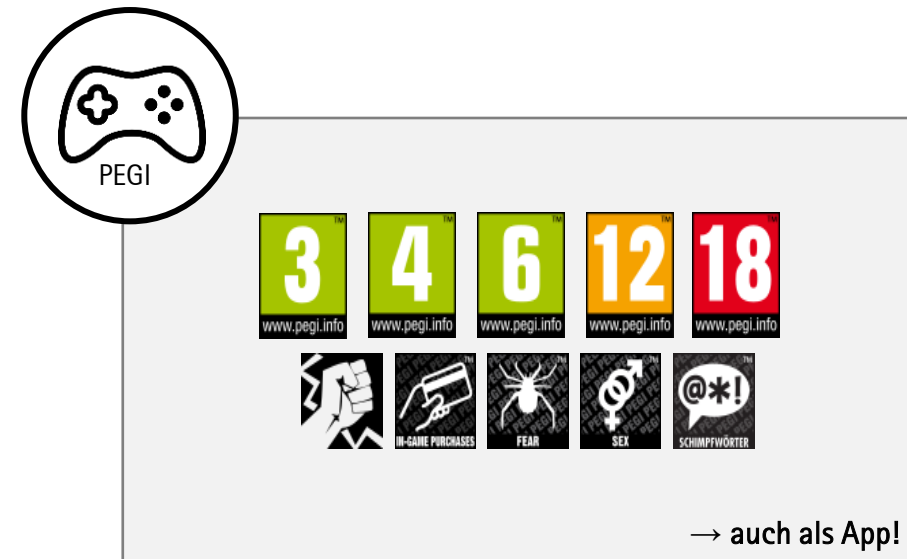 PEGI
3 4 6 12 18
www.pegi.info www.pegi.info www.pegi.info www.pegi.info www.pegi.info
IN-GAME PURCHASES FEAR SEX @*! SCHIMPFWÖRTER
→ auch als App!